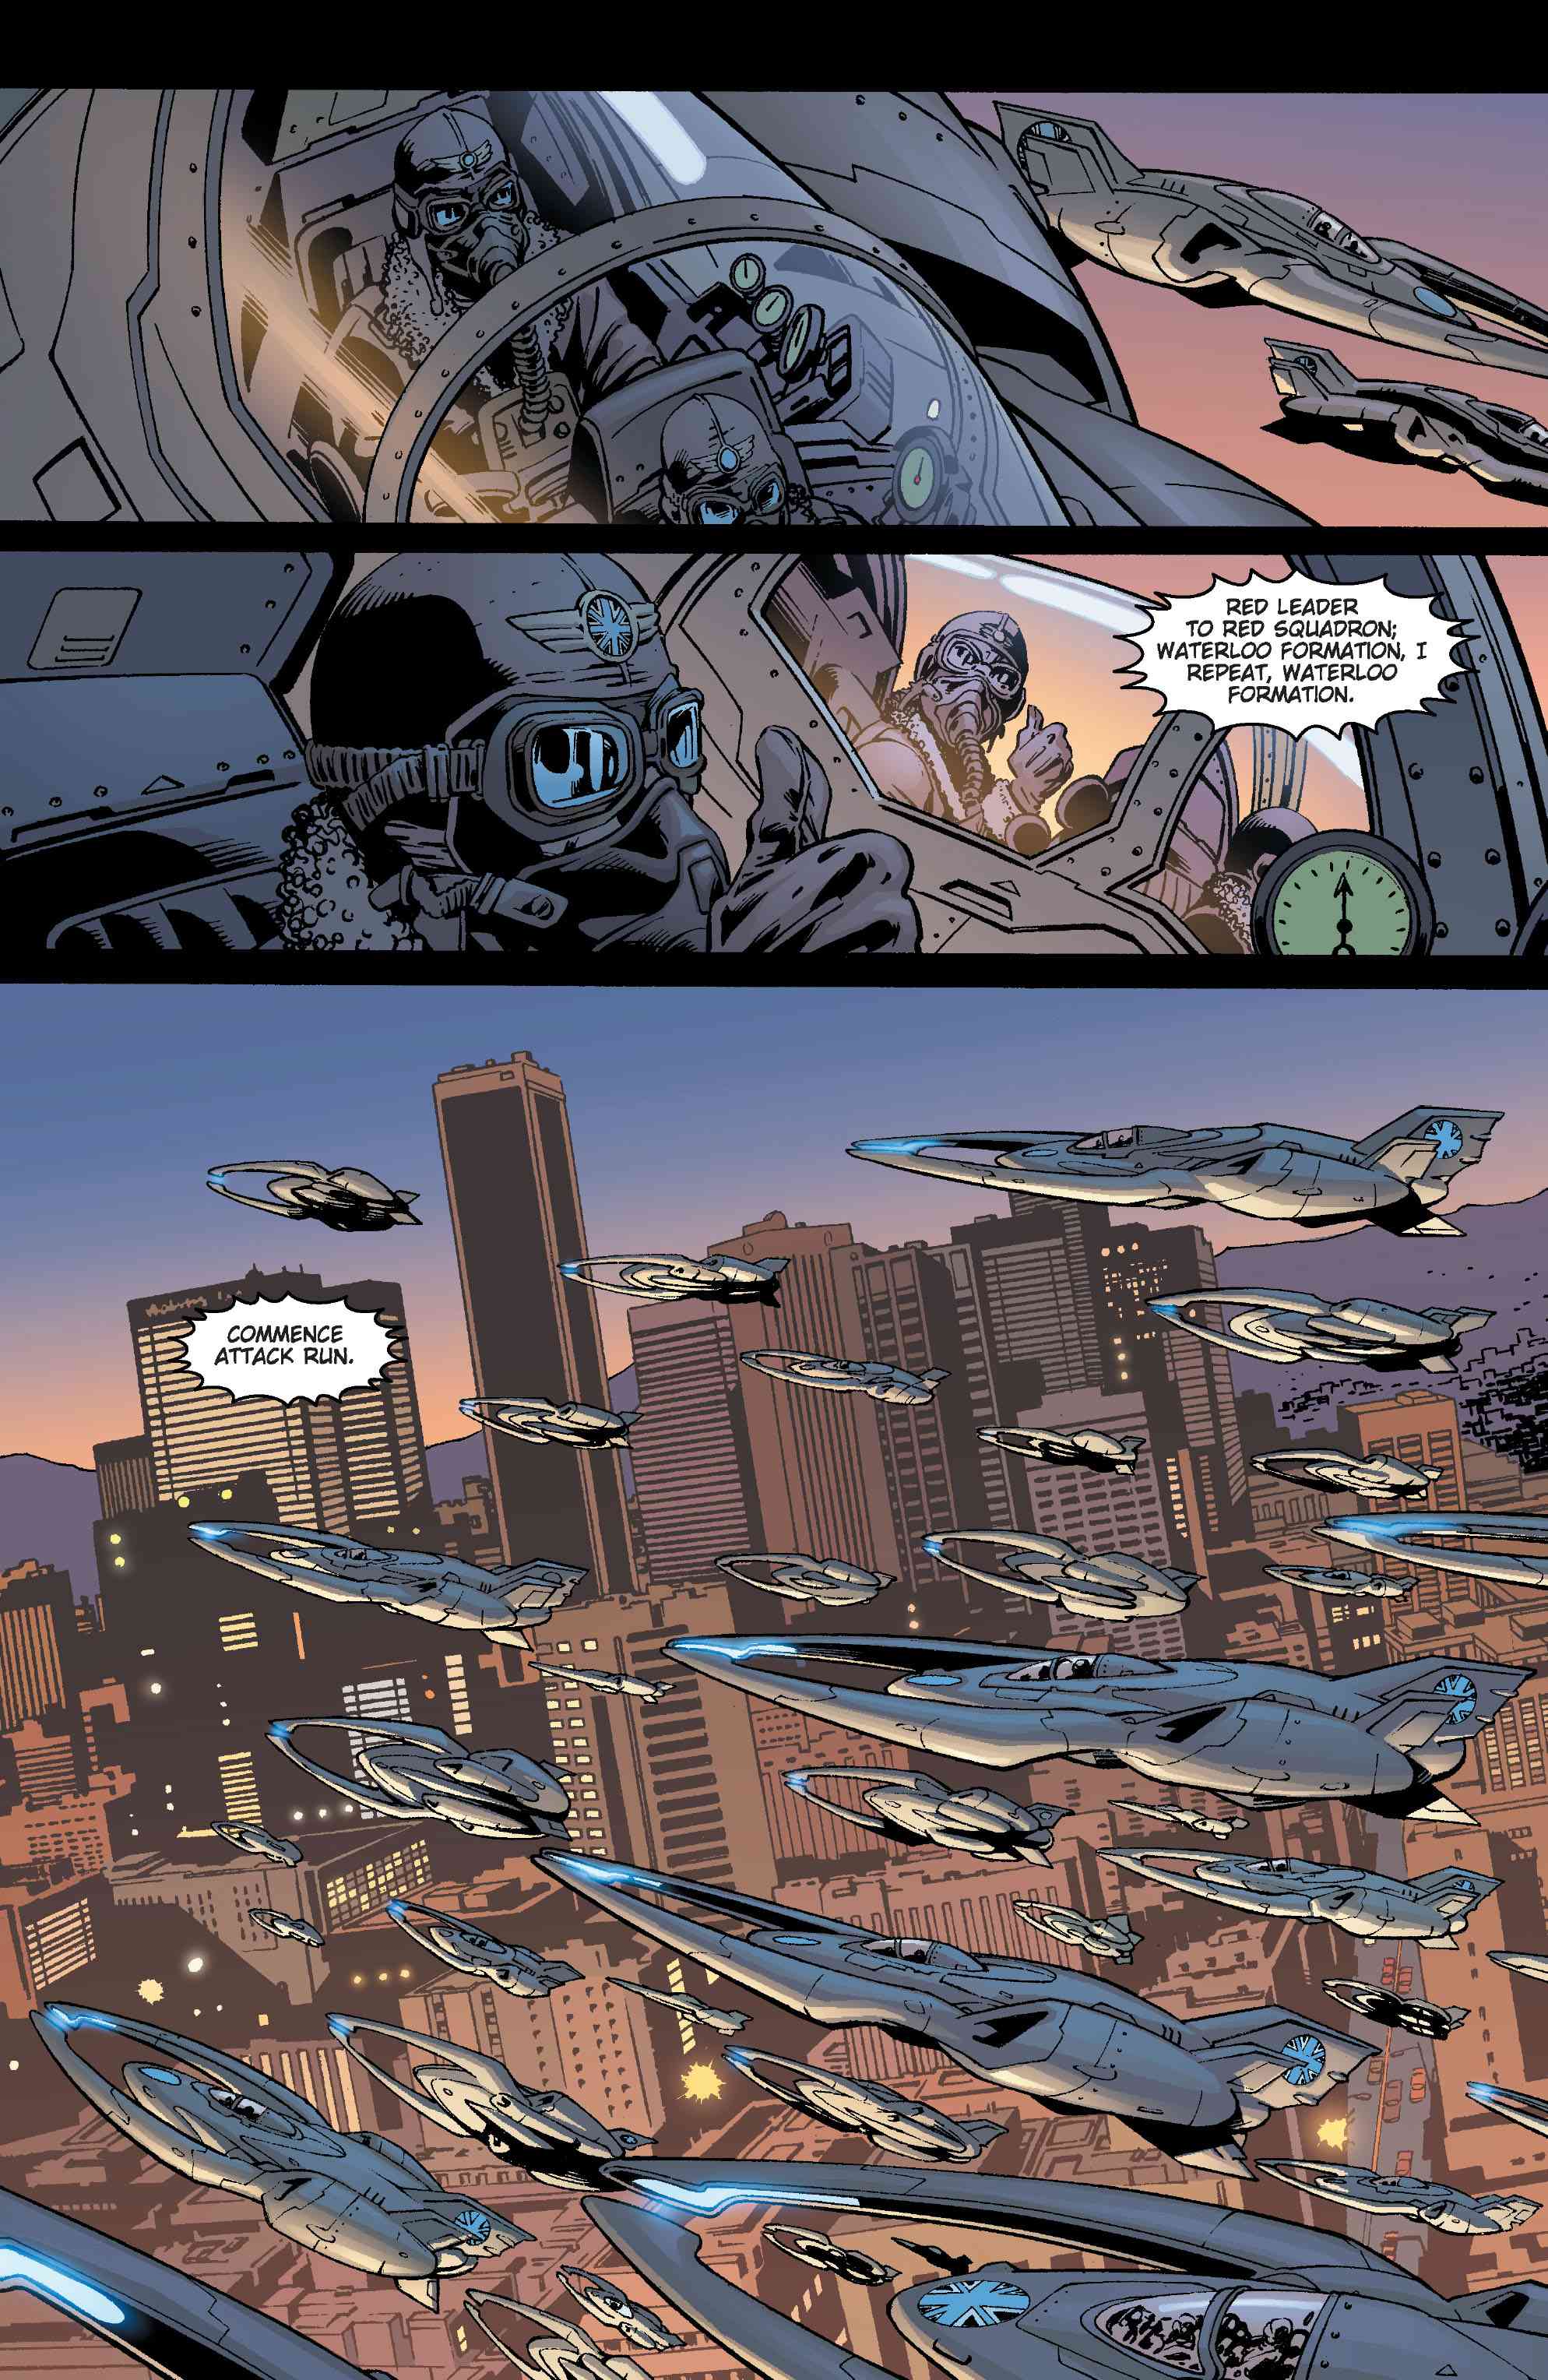 RED LEADER
TO RED SQUADRON;
WATERLOO FORMATION, I
REPEAT, WATERLOO
FORMATION.
COMMENCE
ATTACK RUN.